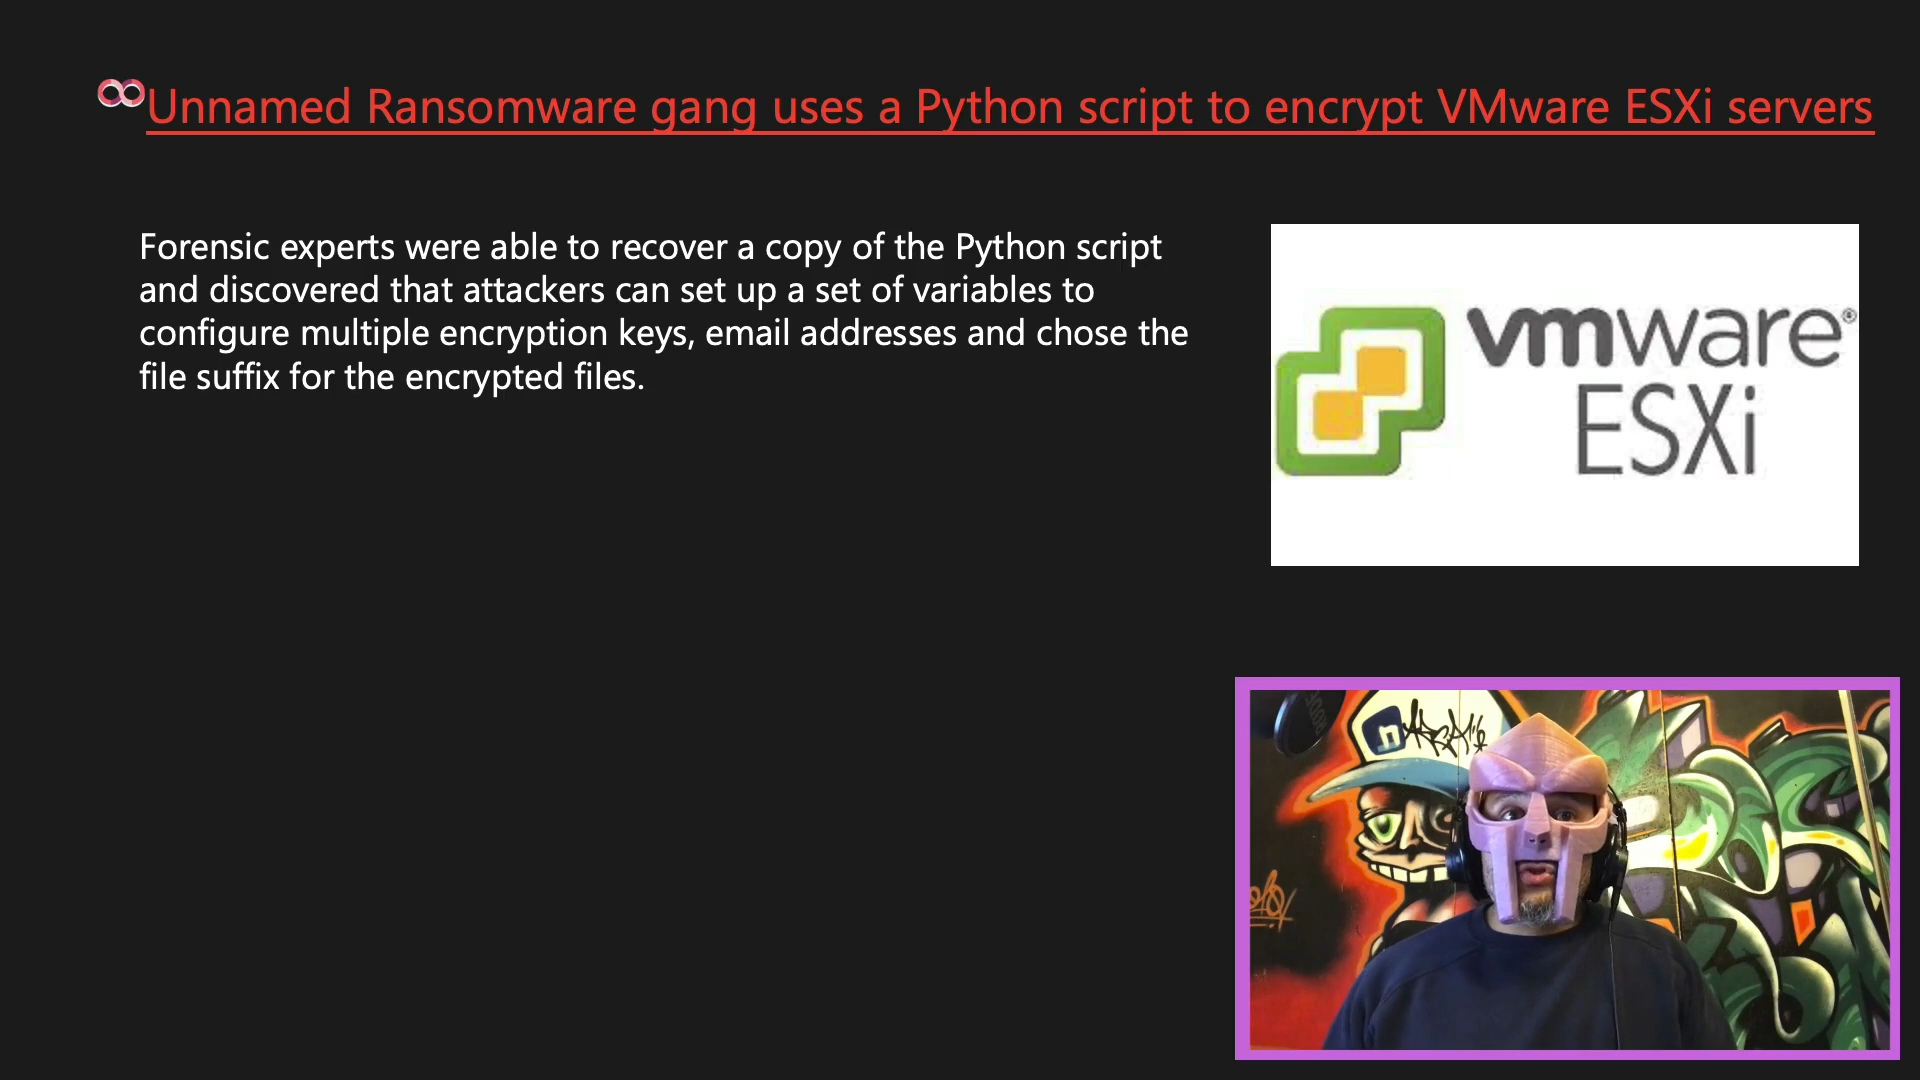 Unnamed Ransomware gang uses a Python script to encrypt VMware ESXi servers
Forensic experts were able to recover a copy of the Python script
and discovered that attackers can set up a set of variables to
configure multiple encryption keys, email addresses and chose the
file suffix for the encrypted files.
vmware®
ESXi